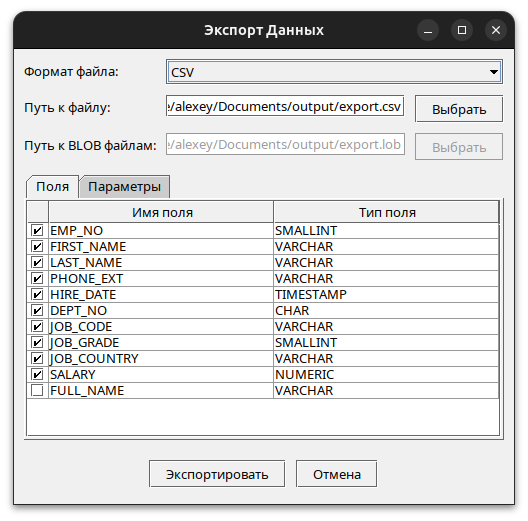 Экспорт Данных
Формат файла: CSV
Путь к файлу: e/alexey/Documents/output/export.csv Выбрать
Путь к BLOB файлам: e/alexey/Documents/output/export.lob Выбрать
Поля Параметры
Имя поля Тип поля
EMP_NO SMALLINT
FIRST_NAME VARCHAR
LAST_NAME VARCHAR
PHONE_EXT VARCHAR
HIRE_DATE TIMESTAMP
DEPT_NO CHAR
JOB_CODE VARCHAR
JOB_GRADE SMALLINT
JOB_COUNTRY VARCHAR
SALARY NUMERIC
FULL_NAME VARCHAR
Экспортировать Отмена